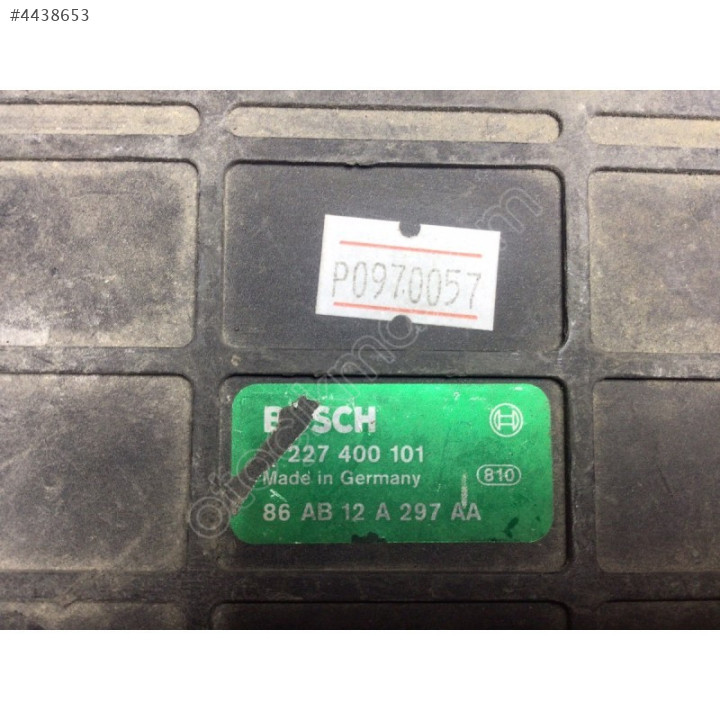 #4438653
P0970057
BOSCH
227 400 101
Made in Germany
810
86 AB 12 A 297 AA